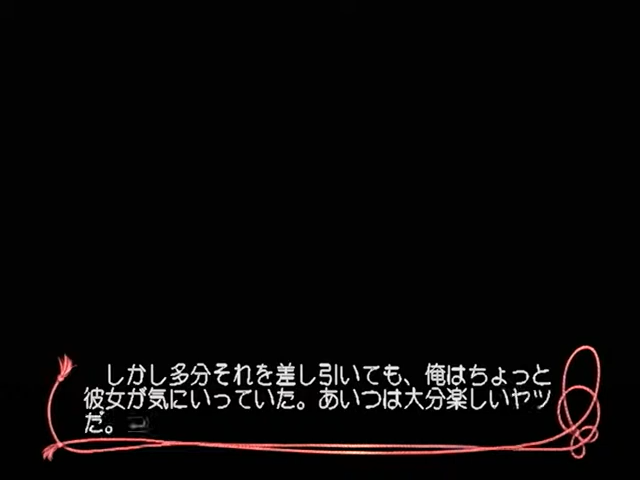 しかし多分それを差し引いても、俺はちょっと
彼女が気にいっていた。あいつは大分楽しいヤツ
だ。